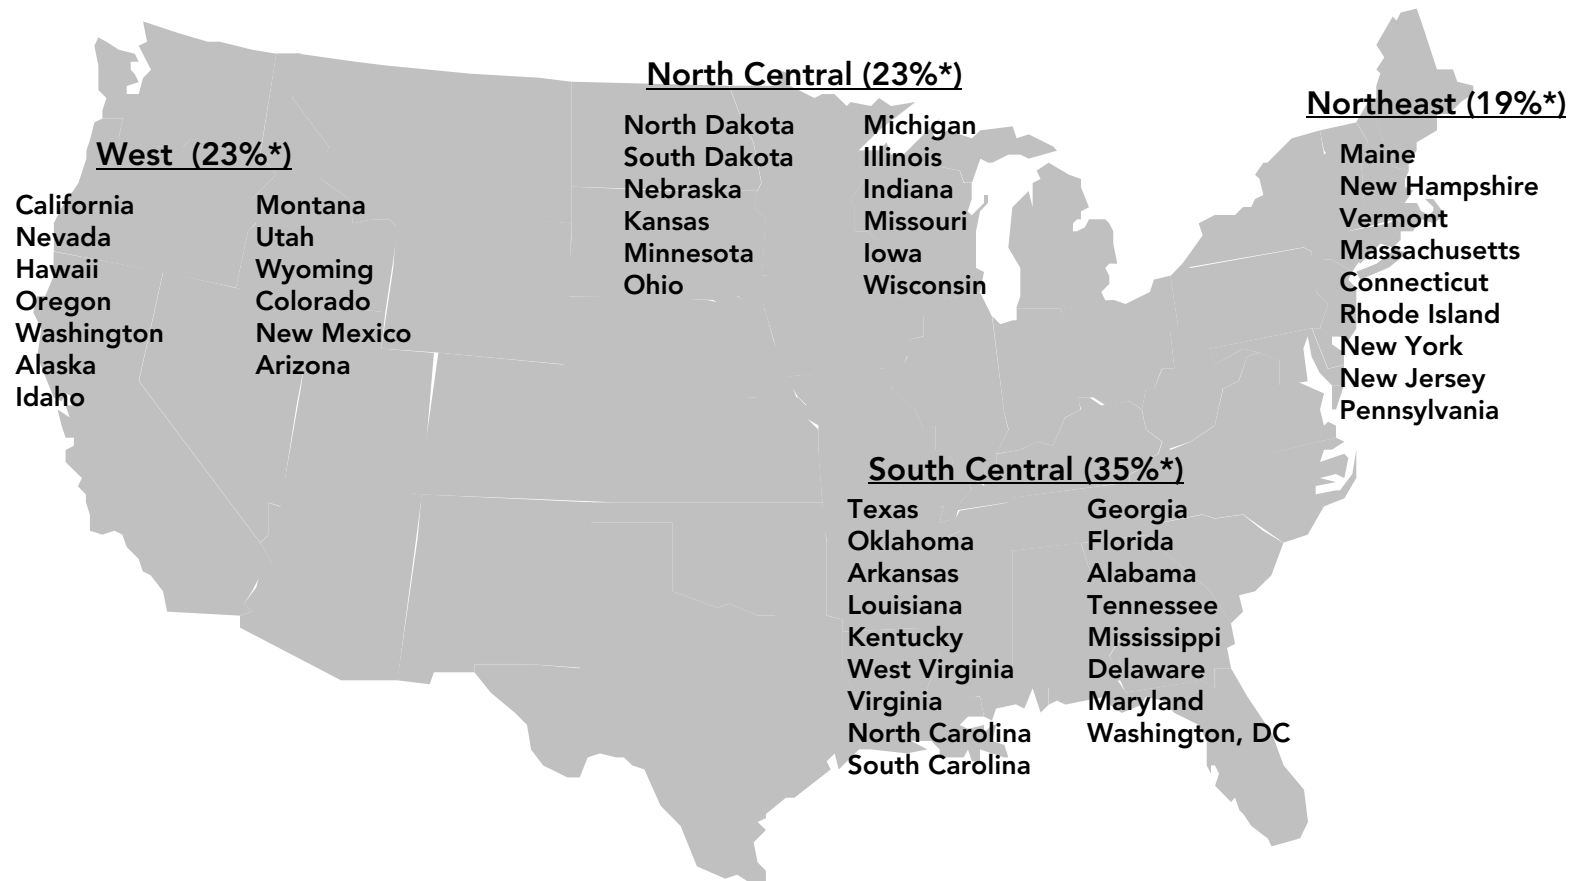 North Central (23%*)
North Dakota
South Dakota
Nebraska
Kansas
Minnesota
Ohio
Michigan
Illinois
Indiana
Missouri
Iowa
Wisconsin
Northeast (19%*)
Maine
New Hampshire
Vermont
Massachusetts
Connecticut
Rhode Island
New York
New Jersey
Pennsylvania
West (23%*)
California
Nevada
Hawaii
Oregon
Washington
Alaska
Idaho
Montana
Utah
Wyoming
Colorado
New Mexico
Arizona
South Central (35%*)
Texas
Oklahoma
Arkansas
Louisiana
Kentucky
West Virginia
Virginia
North Carolina
South Carolina
Georgia
Florida
Alabama
Tennessee
Mississippi
Delaware
Maryland
Washington, DC